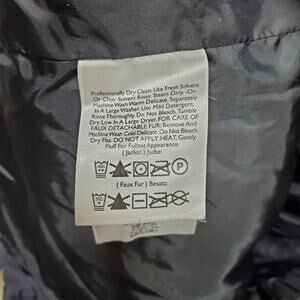 Professionally Dry Clean Use Fresh Solvent
Or Clear Solvent Rinse. Steam Only. -Or-
Machine Wash Warm Delicate, Separately
In A Large Washer. Use Mild Detergent.
Rinse Thoroughly. Do Not Bleach. Tumble
Dry Low In A Large Dryer. FOR CARE OF
FAUX DETACHABLE FUR: Remove And
Machine Wash Cold Delicate. Do Not Bleach
Dry Flat. DO NOT APPLY HEAT. Gently
Fluff For Fullest Appearance.
( Jacket ) Jacke:
P
( Faux Fur ) Besatz: